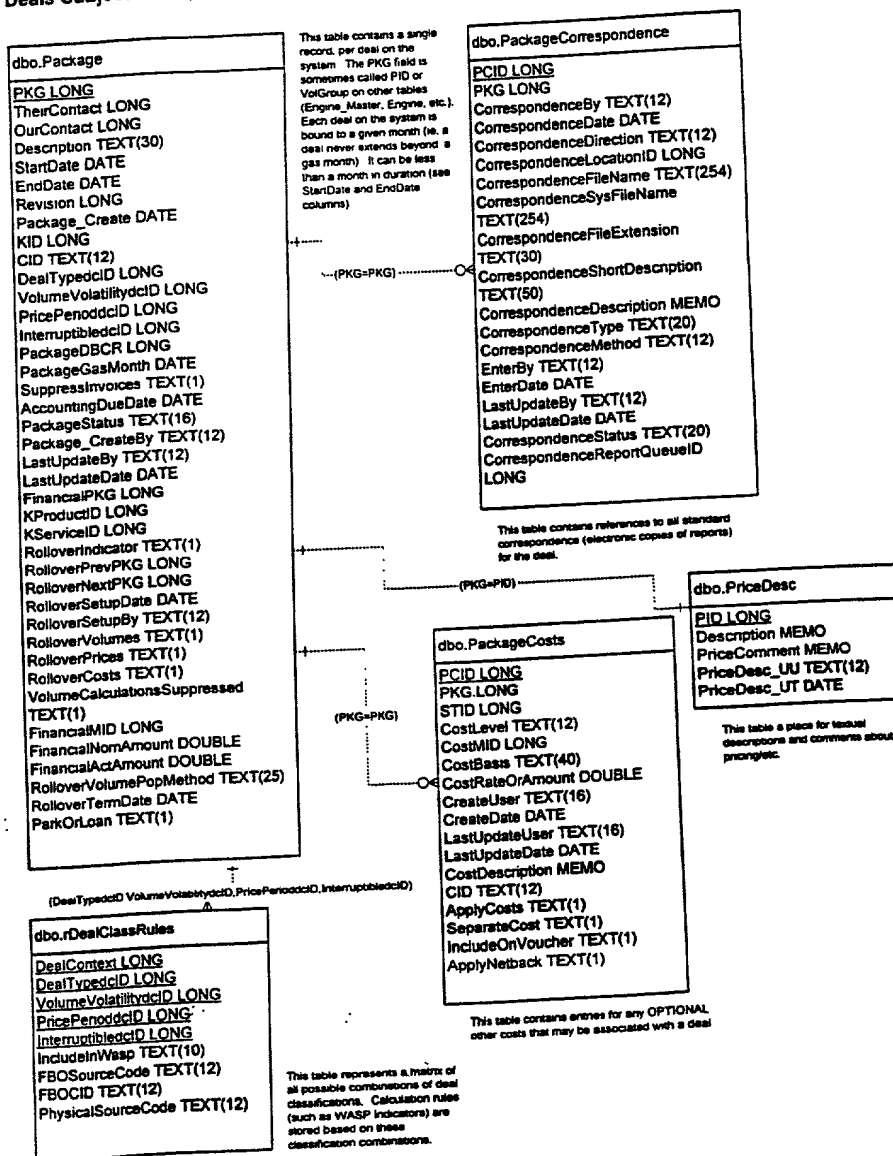 dbo.Package
PKG LONG
TheirContact LONG
OurContact LONG
Description TEXT(30)
StartDate DATE
EndDate DATE
Revision LONG
Package_Create DATE
KID LONG
CID TEXT(12)
DealTypedcID LONG
VolumeVolatilitydcID LONG
PricePerioddcID LONG
InterruptibledcID LONG
PackageDBCR LONG
PackageGasMonth DATE
SuppressInvoices TEXT(1)
AccountingDueDate DATE
PackageStatus TEXT(16)
Package_CreateBy TEXT(12)
LastUpdateBy TEXT(12)
LastUpdateDate DATE
FinancialPKG LONG
KProductID LONG
KServiceID LONG
RolloverIndicator TEXT(1)
RolloverPrevPKG LONG
RolloverNextPKG LONG
RolloverSetupDate DATE
RolloverSetupBy TEXT(12)
RolloverVolumes TEXT(1)
RolloverPrices TEXT(1)
RolloverCosts TEXT(1)
VolumeCalculationsSuppressed
TEXT(1)
FinancialMID LONG
FinancialNomAmount DOUBLE
FinancialActAmount DOUBLE
RolloverVolumePopMethod TEXT(25)
RolloverTermDate DATE
ParkOrLoan TEXT(1)
This table contains a single
record, per deal on the
system The PKG field is
sometimes called PID or
VolGroup on other tables
(Engine_Master, Engine, etc.).
Each deal on the system is
bound to a given month (ie. a
deal never extends beyond a
gas month) It can be less
than a month in duration (see
StartDate and EndDate
columns)
(PKG=PKG)
dbo.PackageCorrespondence
PCID LONG
PKG LONG
CorrespondenceBy TEXT(12)
CorrespondenceDate DATE
CorrespondenceDirection TEXT(12)
CorrespondenceLocationID LONG
CorrespondenceFileName TEXT(254)
CorrespondenceSysFileName
TEXT(254)
CorrespondenceFileExtension
TEXT(30)
CorrespondenceShortDescription
TEXT(50)
CorrespondenceDescription MEMO
CorrespondenceType TEXT(20)
CorrespondenceMethod TEXT(12)
EnterBy TEXT(12)
EnterDate DATE
LastUpdateBy TEXT(12)
LastUpdateDate DATE
CorrespondenceStatus TEXT(20)
CorrespondenceReportQueueID
LONG
This table contains references to all standard
correspondence (electronic copies of reports)
for the deal.
(PKG=PID)
dbo.PriceDesc
PID LONG
Description MEMO
PriceComment MEMO
PriceDesc_UU TEXT(12)
PriceDesc_UT DATE
This table a place for textual
descriptions and comments about
pricing/etc.
(PKG=PKG)
dbo.PackageCosts
PCID LONG
PKG.LONG
STID LONG
CostLevel TEXT(12)
CostMID LONG
CostBasis TEXT(40)
CostRateOrAmount DOUBLE
CreateUser TEXT(16)
CreateDate DATE
LastUpdateUser TEXT(16)
LastUpdateDate DATE
CostDescription MEMO
CID TEXT(12)
ApplyCosts TEXT(1)
SeparateCost TEXT(1)
IncludeOnVoucher TEXT(1)
ApplyNetback TEXT(1)
This table contains entries for any OPTIONAL
other costs that may be associated with a deal
(DealTypedcID VolumeVolatilitydcID,PricePerioddcID,InterruptibledcID)
dbo.rDealClassRules
DealContext LONG
DealTypedcID LONG
VolumeVolatilitydcID LONG
PricePerioddcID LONG
InterruptibledcID LONG
IncludeInWasp TEXT(10)
FBOSourceCode TEXT(12)
FBOCID TEXT(12)
PhysicalSourceCode TEXT(12)
This table represents a matrix of
all possible combinations of deal
classifications. Calculation rules
(such as WASP indicators) are
stored based on these
classification combinations.